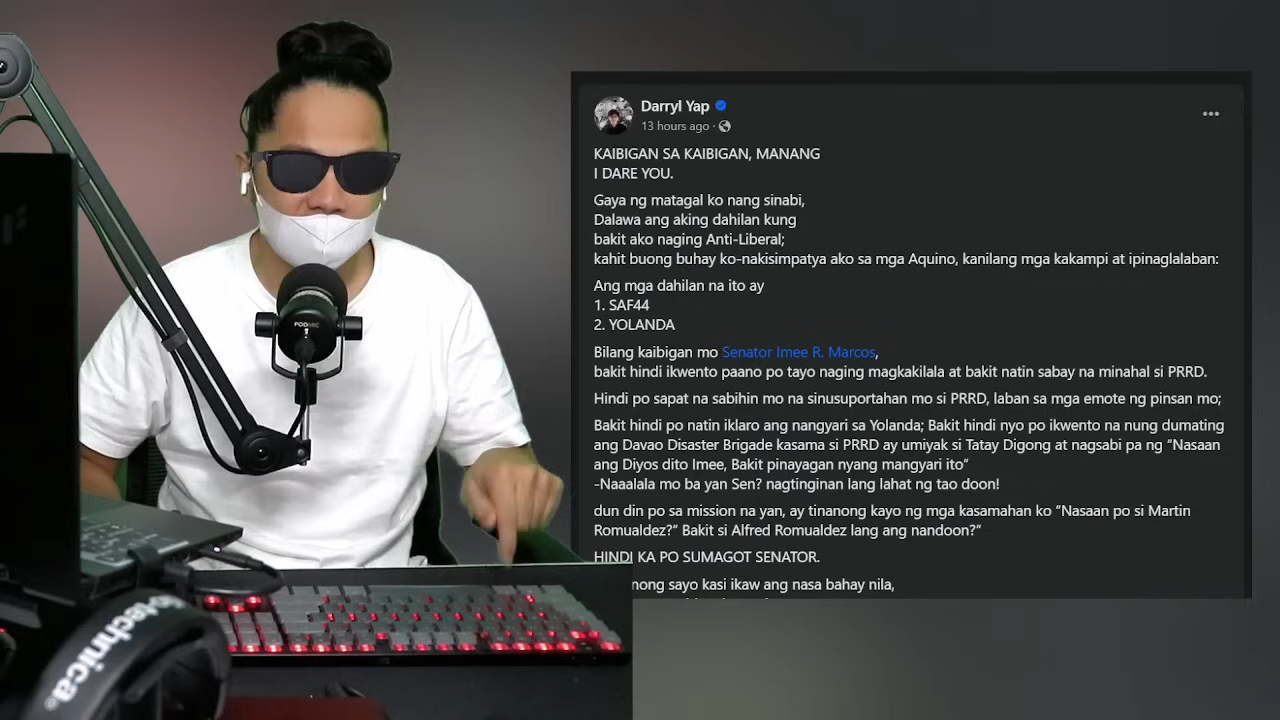 Darryl Yap
13 hours ago ·
KAIBIGAN SA KAIBIGAN, MANANG
I DARE YOU.
Gaya ng matagal ko nang sinabi,
Dalawa ang aking dahilan kung
bakit ako naging Anti-Liberal;
kahit buong buhay ko-nakisimpatya ako sa mga Aquino, kanilang mga kakampi at ipinaglalaban:
Ang mga dahilan na ito ay
1. SAF44
2. YOLANDA
Bilang kaibigan mo Senator Imee R. Marcos,
bakit hindi ikwento paano po tayo naging magkakilala at bakit natin sabay na minahal si PRRD.
Hindi po sapat na sabihin mo na sinusuportahan mo si PRRD, laban sa mga emote ng pinsan mo;
Bakit hindi po natin iklaro ang nangyari sa Yolanda; Bakit hindi nyo po ikwento na nung dumating
ang Davao Disaster Brigade kasama si PRRD ay umiyak si Tatay Digong at nagsabi pa ng “Nasaan
ang Diyos dito Imee, Bakit pinayagan nyang mangyari ito”
-Naaalala mo ba yan Sen? nagtinginan lang lahat ng tao doon!
dun din po sa mission na yan, ay tinanong kayo ng mga kasamahan ko “Nasaan po si Martin
Romualdez?“ Bakit si Alfred Romualdez lang ang nandoon?”
HINDI KA PO SUMAGOT SENATOR.
nong sayo kasi ikaw ang nasa bahay nila,
PODMIC
technica